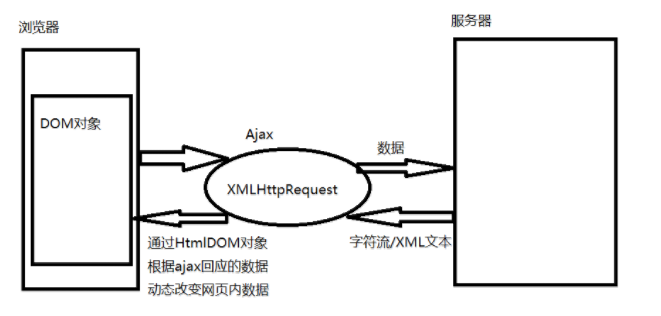 浏览器
服务器
DOM对象
Ajax
数据
XMLHttpRequest
通过HtmlDOM对象
根据ajax回应的数据
动态改变网页内数据
字符流/XML文本